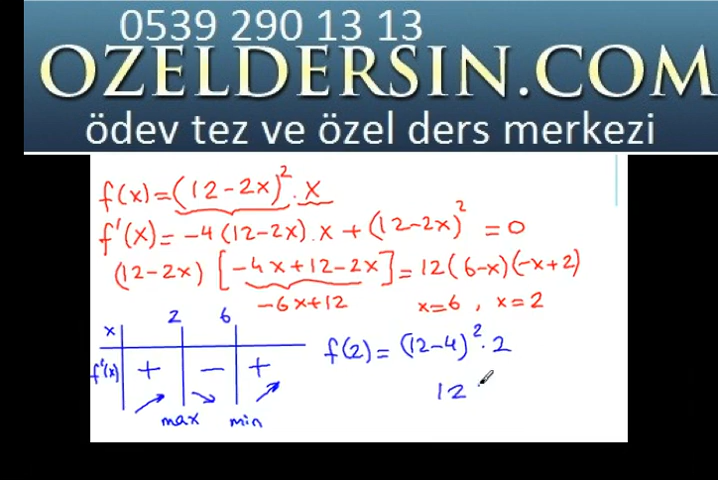 0539 290 13 13
OZELDERSIN.COM
ödev tez ve özel ders merkezi
f(x)=(12-2x)². x
f'(x)= -4(12-2x). x + (12-2x)² = 0
(12-2x) [-4x+12-2x] = 12(6-x)(-x+2)
-6x+12 x=6 , x=2
x 2 6
f'(x) + - +
max min
f(2) = (12-4)². 2
12